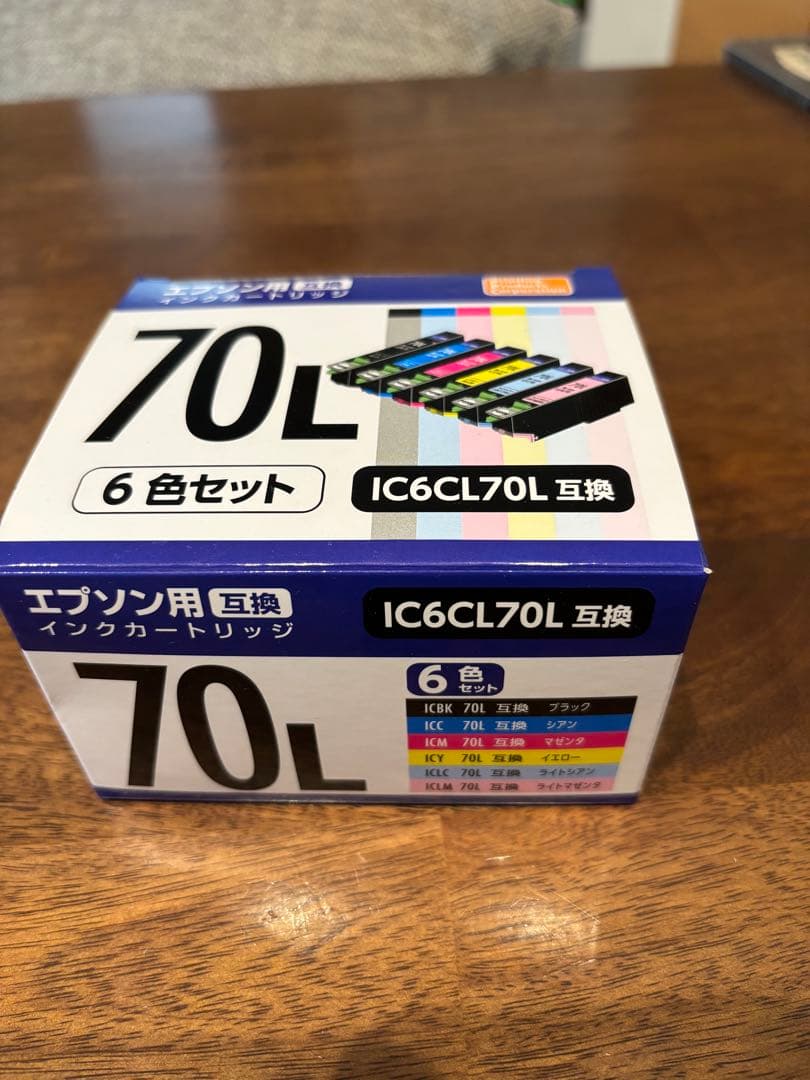 エプソン用 互換
インクカートリッジ
Printing
Products
Corporation
70L
6色セット
IC6CL70L 互換
エプソン用 互換
インクカートリッジ
IC6CL70L 互換
70L
6色セット
ICBK 70L 互換 ブラック
ICC 70L 互換 シアン
ICM 70L 互換 マゼンタ
ICY 70L 互換 イエロー
ICLC 70L 互換 ライトシアン
ICLM 70L 互換 ライトマゼンタ